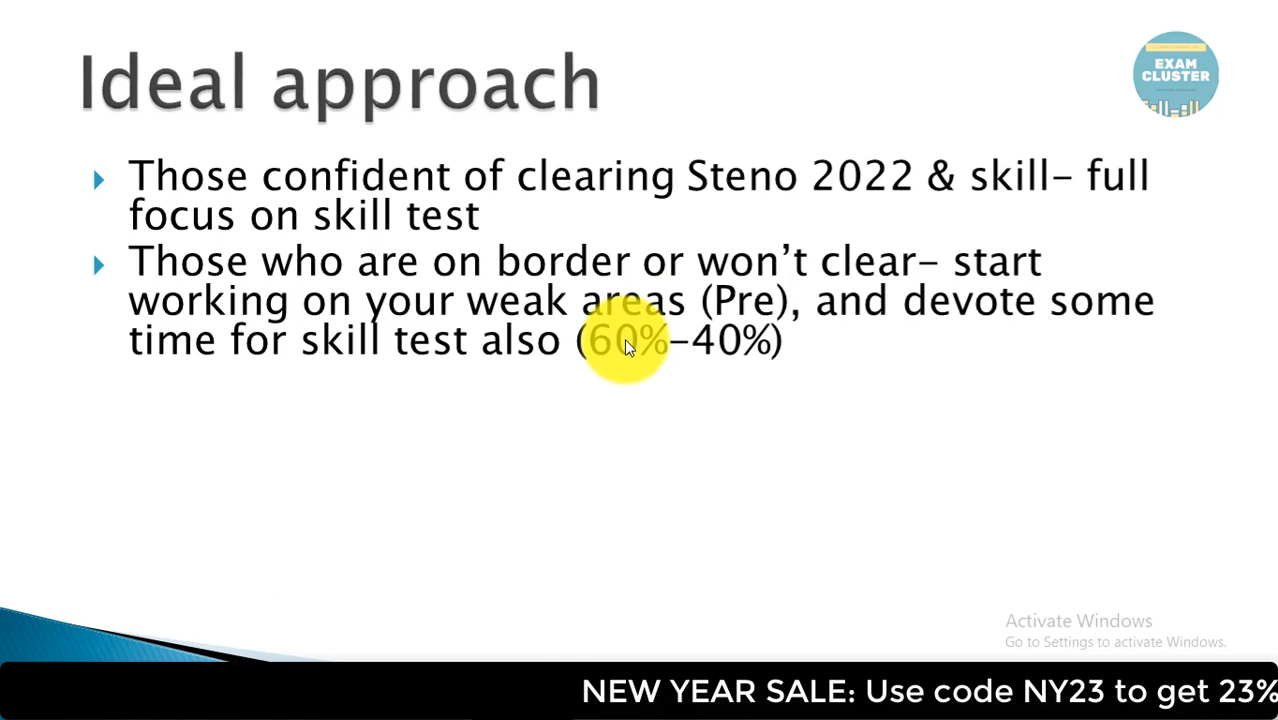 Ideal approach
EXAM
CLUSTER
Those confident of clearing Steno 2022 & skill- full
focus on skill test
Those who are on border or won't clear- start
working on your weak areas (Pre), and devote some
time for skill test also (60%-40%)
Activate Windows
Go to Settings to activate Windows.
NEW YEAR SALE: Use code NY23 to get 23%